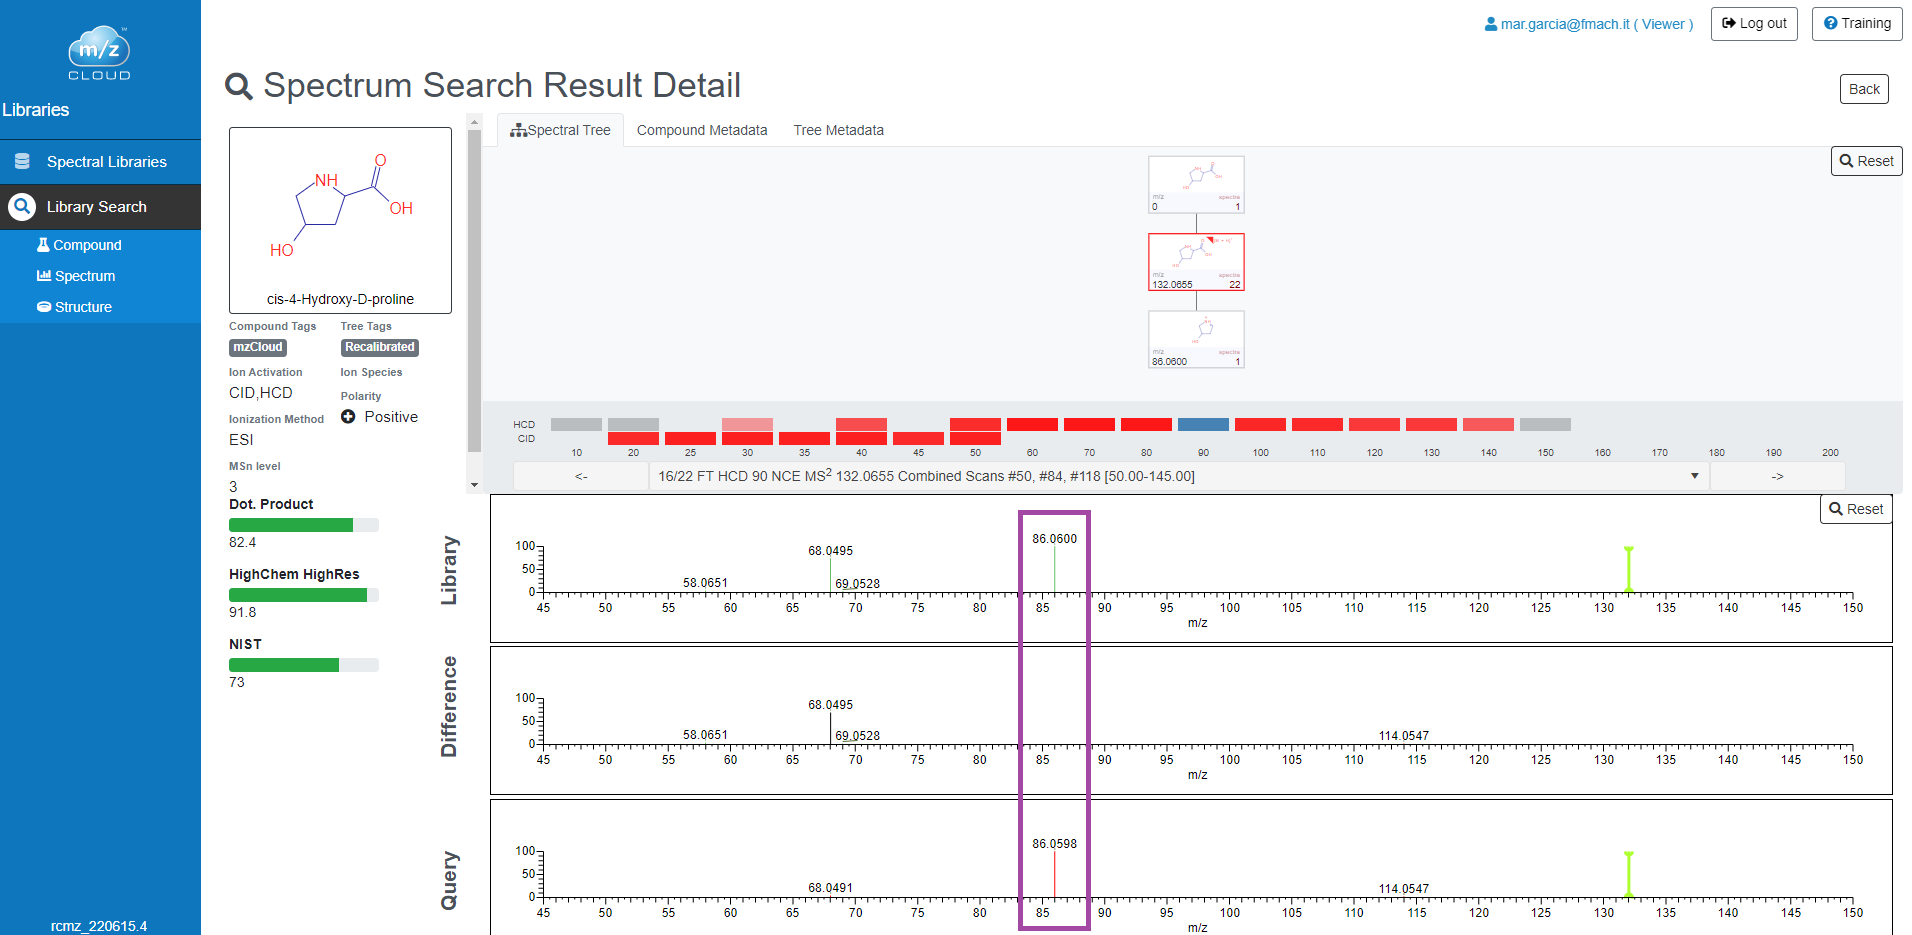 mar.garcia@fmach.it ( Viewer )
Log out
Training
m/z
CLOUD
Libraries
Spectral Libraries
Library Search
Compound
Spectrum
Structure
rcmz_220615.4
Spectrum Search Result Detail
Back
NH
O
OH
HO
cis-4-Hydroxy-D-proline
Compound Tags Tree Tags
mzCloud Recalibrated
Ion Activation Ion Species
CID,HCD
Polarity
Positive
Ionization Method
ESI
MSn level
3
Dot. Product
82.4
HighChem HighRes
91.8
NIST
73
Spectral Tree Compound Metadata Tree Metadata
Reset
m/z spectra
0 1
m/z spectra
132.0655 22
m/z spectra
86.0600 1
HCD
CID
10 20 25 30 35 40 45 50 60 70 80 90 100 110 120 130 140 150 160 170 180 190 200
<- 16/22 FT HCD 90 NCE MS2 132.0655 Combined Scans #50, #84, #118 [50.00-145.00] ->
Reset
Library
100
50
0
58.0651 68.0495 69.0528 86.0600
45 50 55 60 65 70 75 80 85 90 95 100 105 110 115 120 125 130 135 140 145 150
m/z
Difference
100
50
0
58.0651 68.0495 69.0528 114.0547
45 50 55 60 65 70 75 80 85 90 95 100 105 110 115 120 125 130 135 140 145 150
m/z
Query
100
50
0
68.0491 86.0598 114.0547
45 50 55 60 65 70 75 80 85 90 95 100 105 110 115 120 125 130 135 140 145 150
m/z